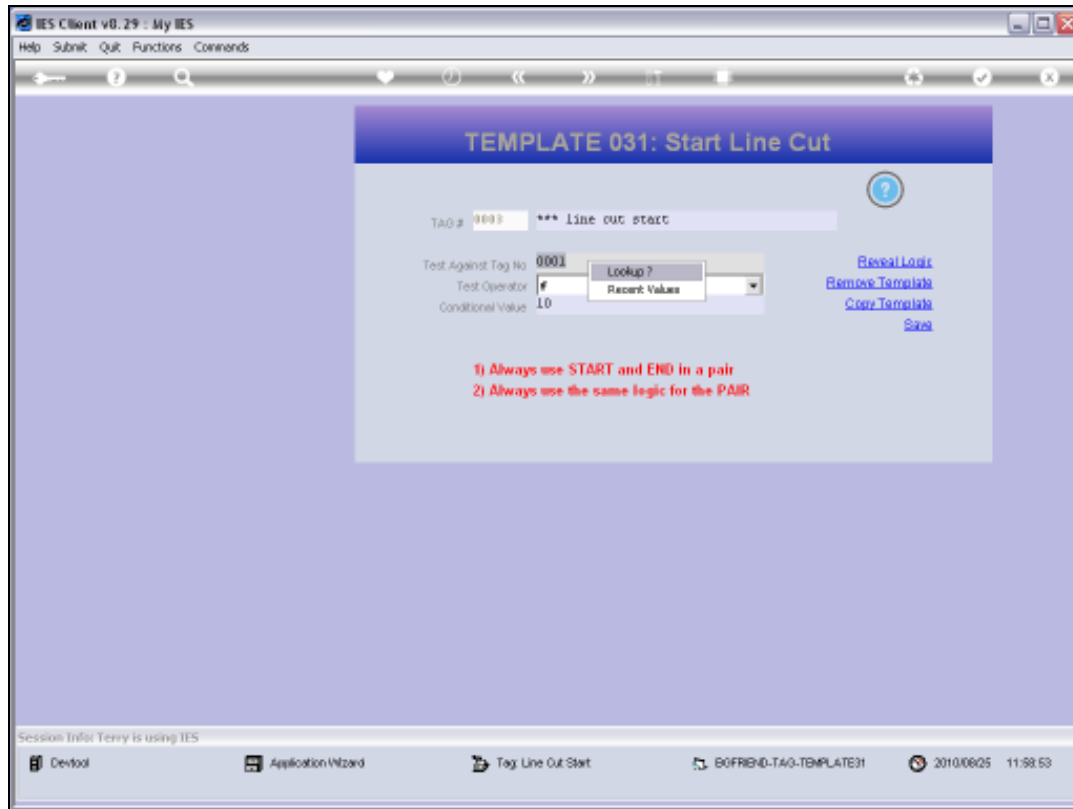 IES Client v8.29 : My IES
Help Submit Quit Functions Commands
TEMPLATE 031: Start Line Cut
?
TAG # 0003 *** line cut start
Test Against Tag No 0001
Lookup ?
Reveal Logic
Test Operator #
Recent Values
Remove Template
Conditional Value 10
Copy Template
Save
1) Always use START and END in a pair
2) Always use the same logic for the PAIR
Session Info: Terry is using IES
Devtool Application Wizard Tag: Line Cut Start BGFRIEND-TAG-TEMPLATE31 2010/08/25 11:58:53